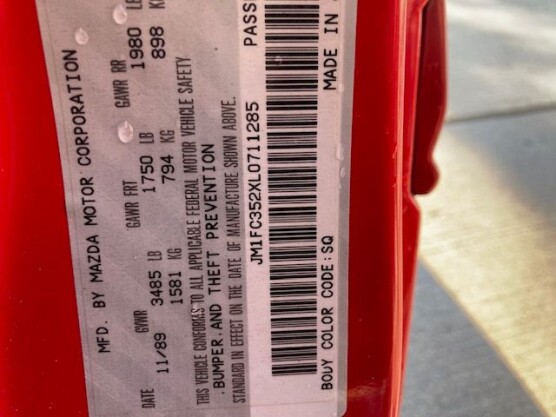 MFD. BY MAZDA MOTOR CORPORATION
DATE GVWR GAWR FRT GAWR RR
11/89 3485 LB 1750 LB 1980
1581 KG 794 KG 898
THIS VEHICLE CONFORMS TO ALL APPLICABLE FEDERAL MOTOR VEHICLE SAFETY
. BUMPER. AND THEFT PREVENTION
STANDARD IN EFFECT ON THE DATE OF MANUFACTURE SHOWN ABOVE.
JM1FC352XL0711285
BODY COLOR CODE:SQ MADE IN